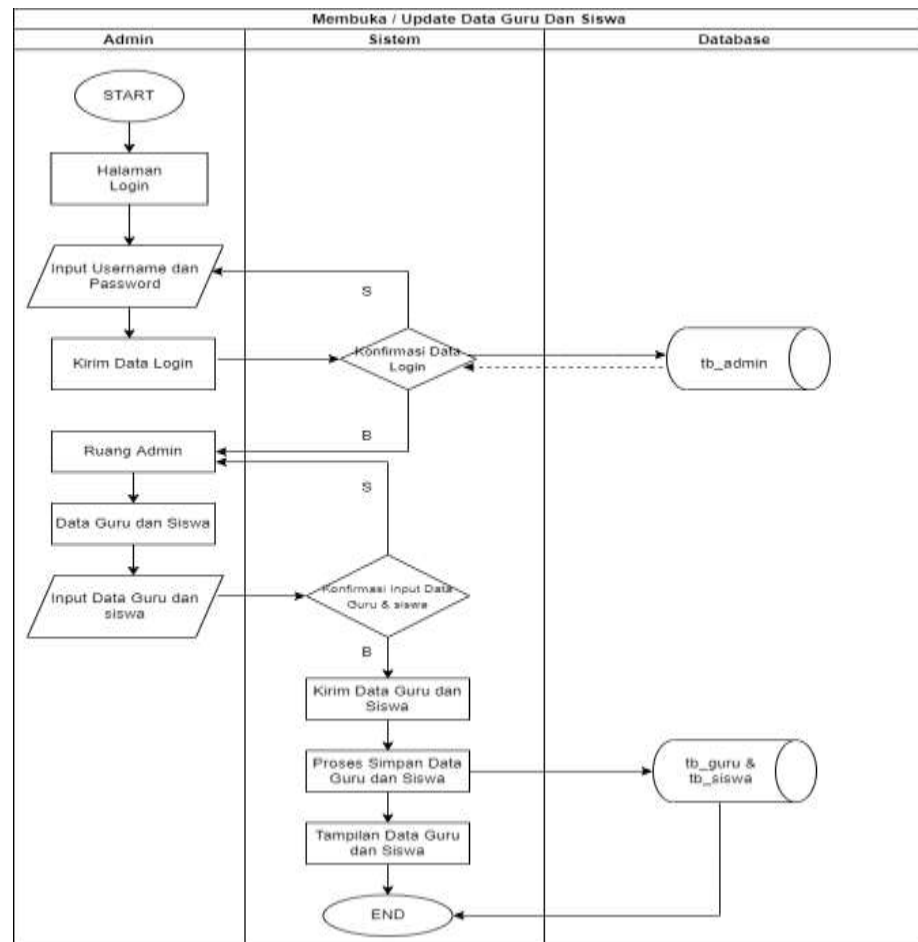 Membuka / Update Data Guru Dan Siswa
Admin
Sistem
Database
START
Halaman
Login
Input Username dan
Password
S
Kirim Data Login
Konfirmasi Data
Login
tb_admin
B
Ruang Admin
S
Data Guru dan Siswa
Input Data Guru dan
siswa
Konfirmasi Input Data
Guru & siswa
B
Kirim Data Guru dan
Siswa
Proses Simpan Data
Guru dan Siswa
tb_guru &
tb_siswa
Tampilan Data Guru
dan Siswa
END